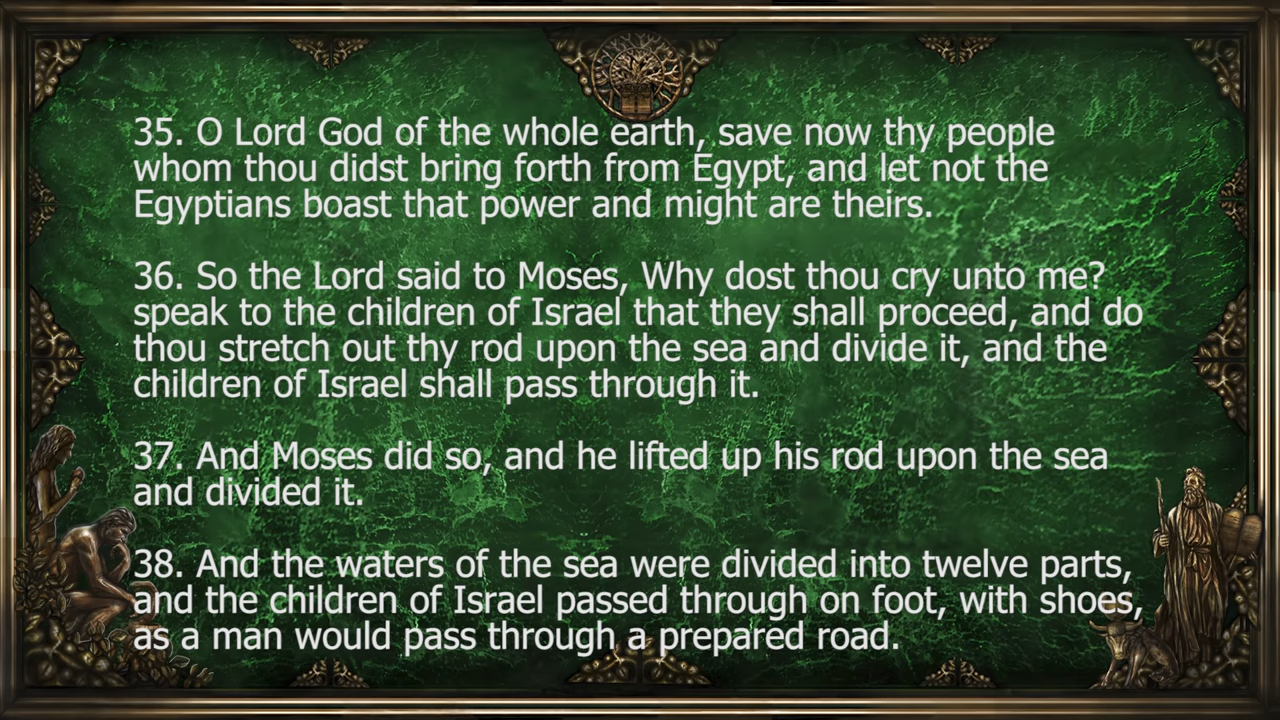 35. O Lord God of the whole earth, save now thy people
whom thou didst bring forth from Egypt, and let not the
Egyptians boast that power and might are theirs.
36. So the Lord said to Moses, Why dost thou cry unto me?
speak to the children of Israel that they shall proceed, and do
thou stretch out thy rod upon the sea and divide it, and the
children of Israel shall pass through it.
37. And Moses did so, and he lifted up his rod upon the sea
and divided it.
38. And the waters of the sea were divided into twelve parts,
and the children of Israel passed through on foot, with shoes,
as a man would pass through a prepared road.